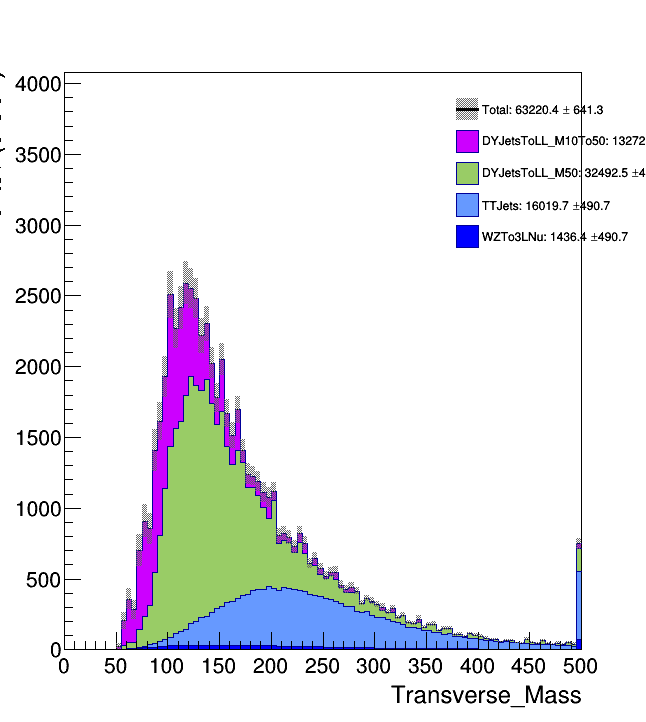 4000
3500
3000
2500
2000
1500
1000
500
0
Total: 63220.4 ± 641.3
DYJetsToLL_M10To50: 13272
DYJetsToLL_M50: 32492.5 ±4
TTJets: 16019.7 ±490.7
WZTo3LNu: 1436.4 ±490.7
0 50 100 150 200 250 300 350 400 450 500
Transverse_Mass